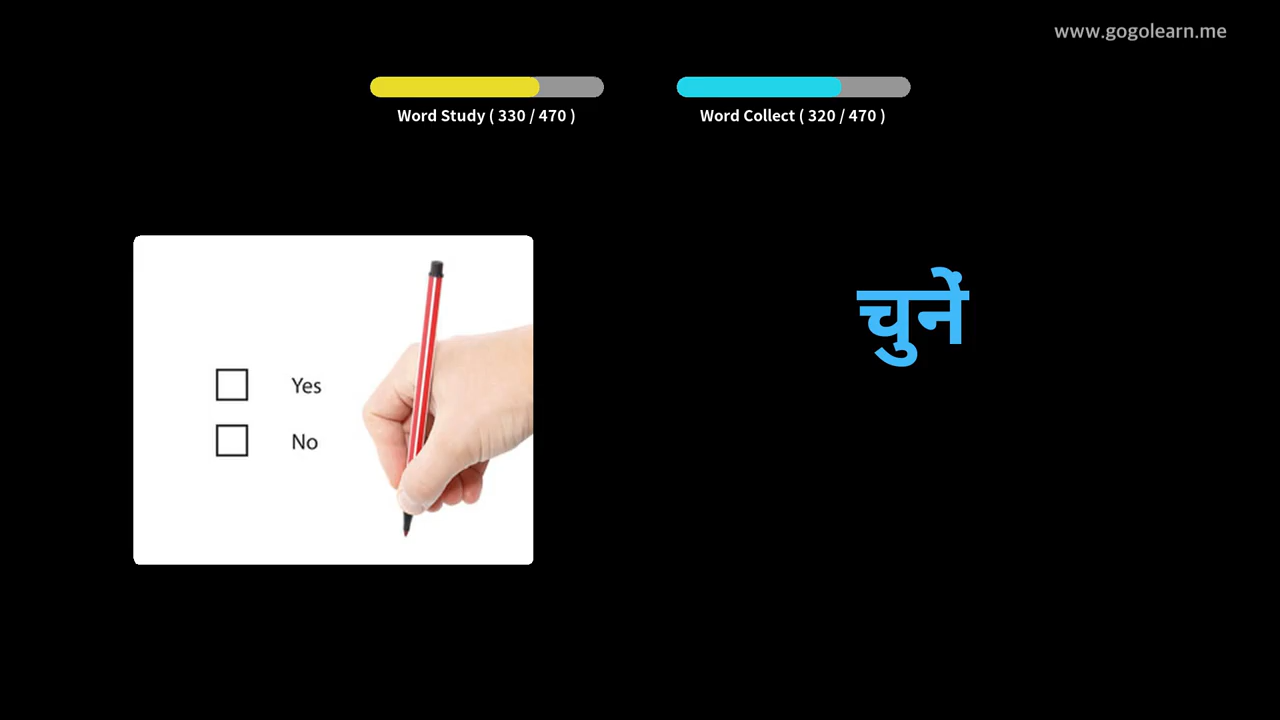 www.gogolearn.me
Word Study ( 330 / 470 )
Word Collect ( 320 / 470 )
चुनें
Yes
No